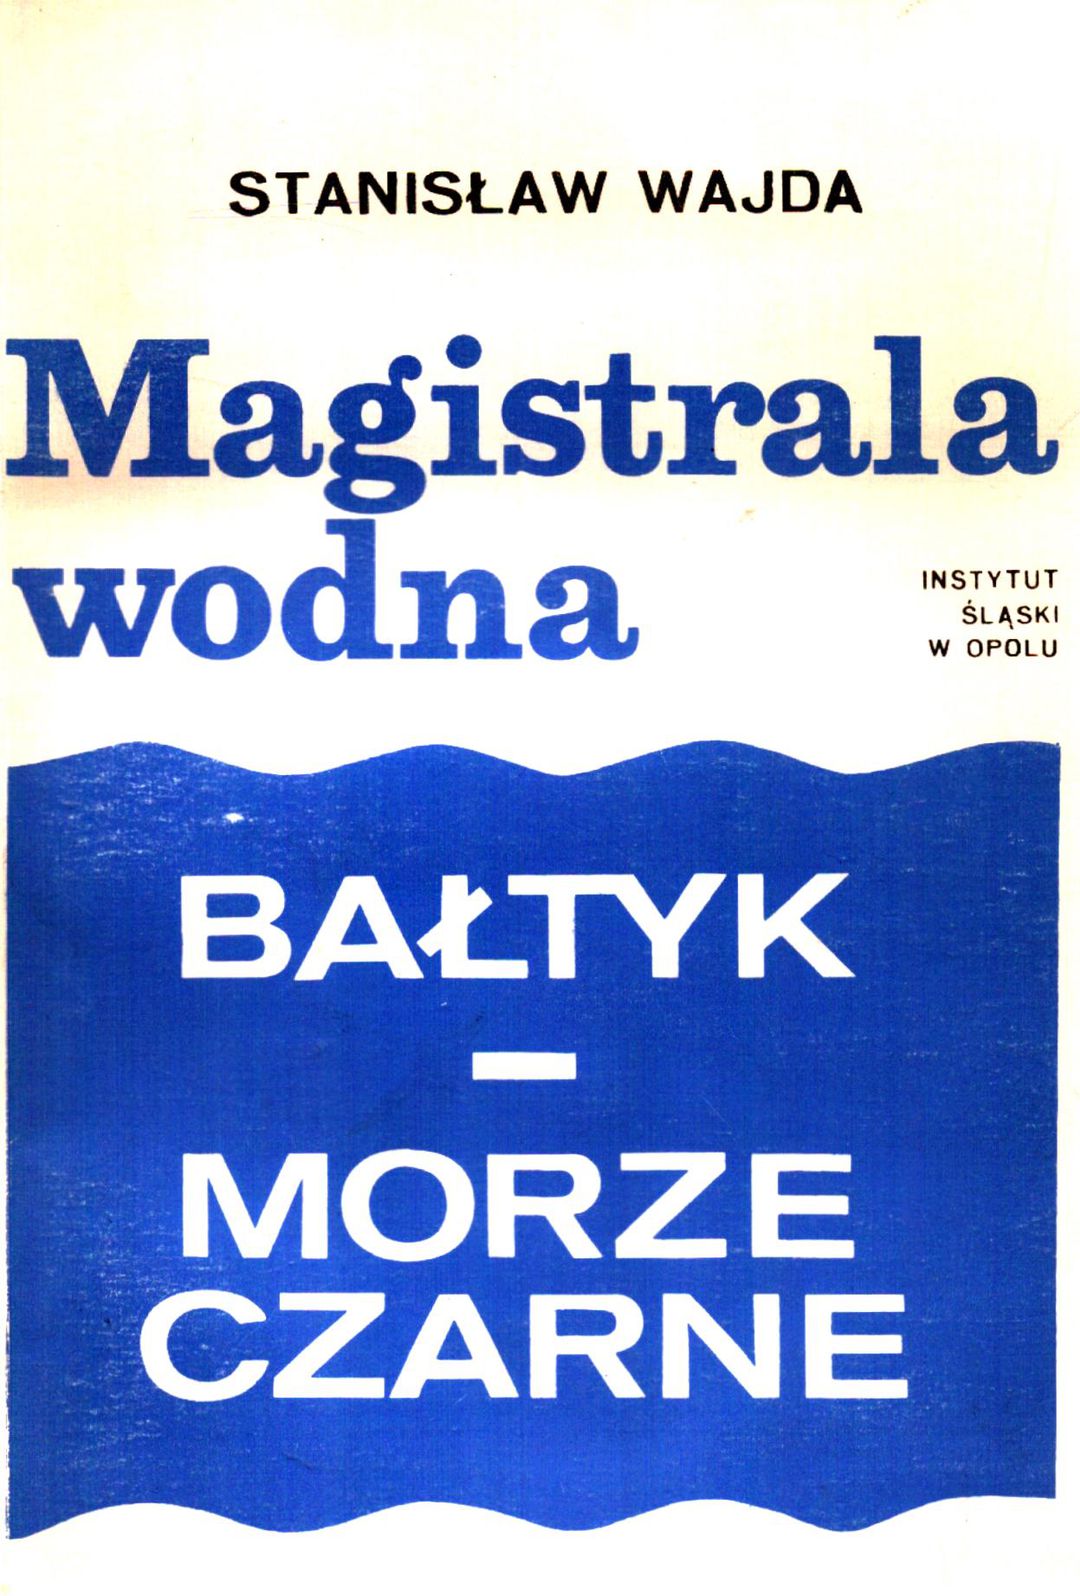 STANISŁAW WAJDA
Magistrala
wodna
INSTYTUT
ŚLĄSKI
W OPOLU
BAŁTYK
–
MORZE
CZARNE